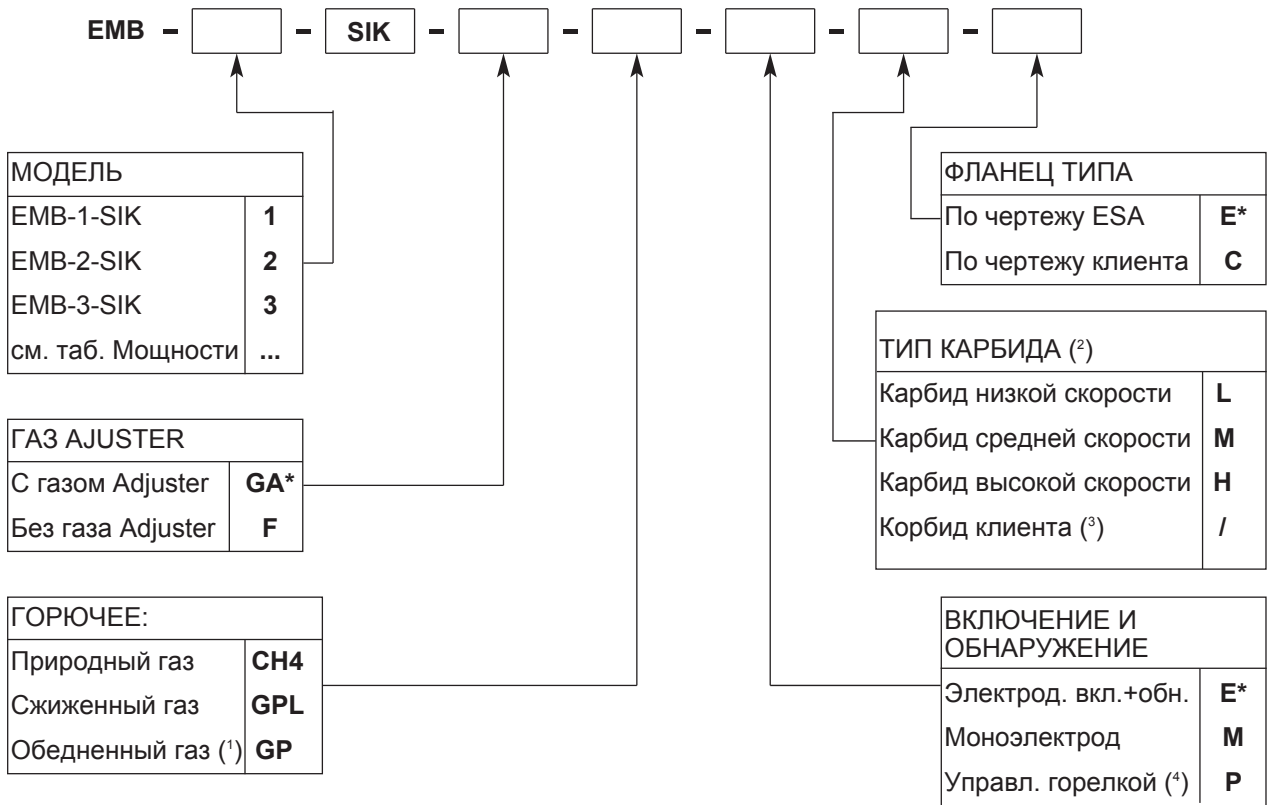 EMB – – SIK – – – – –
МОДЕЛЬ
EMB-1-SIK 1
EMB-2-SIK 2
EMB-3-SIK 3
см. таб. Мощности ...
ГАЗ AJUSTER
С газом Adjuster GA*
Без газа Adjuster F
ГОРЮЧЕЕ:
Природный газ CH4
Сжиженный газ GPL
Обедненный газ (¹) GP
ФЛАНЕЦ ТИПА
По чертежу ESA E*
По чертежу клиента C
ТИП КАРБИДА (²)
Карбид низкой скорости L
Карбид средней скорости M
Карбид высокой скорости H
Корбид клиента (³) /
ВКЛЮЧЕНИЕ И
ОБНАРУЖЕНИЕ
Электрод. вкл.+обн. E*
Моноэлектрод M
Управл. горелкой (⁴) P